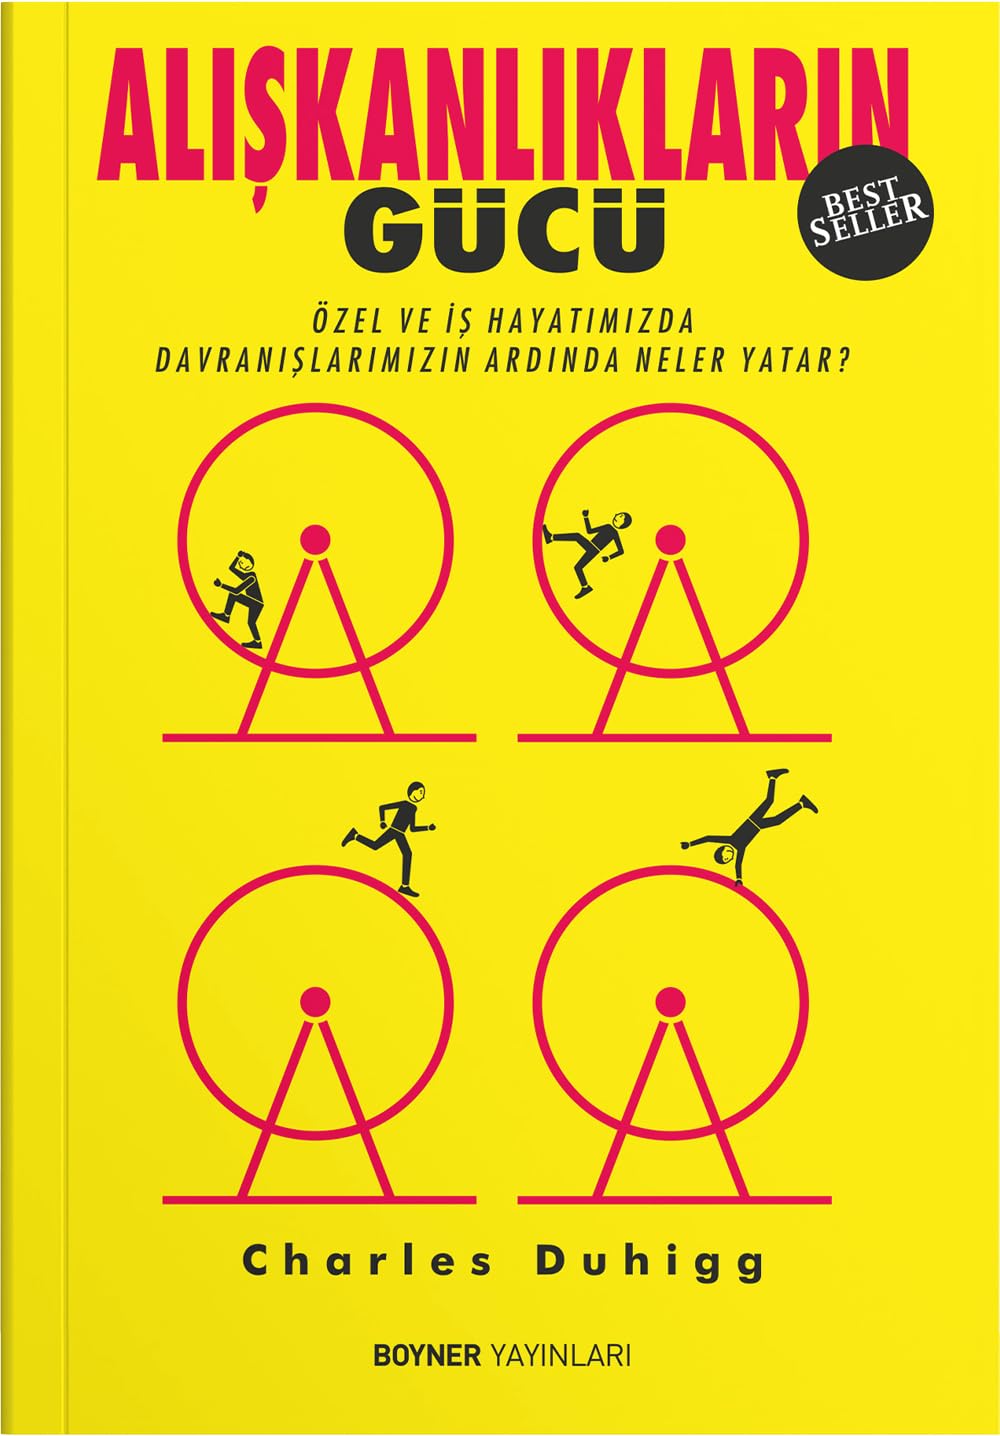 ALIŞKANLIKLARIN
GÜCÜ
BEST
SELLER
ÖZEL VE İŞ HAYATIMIZDA
DAVRANIŞLARIMIZIN ARDINDA NELER YATAR?
Charles Duhigg
BOYNER YAYINLARI